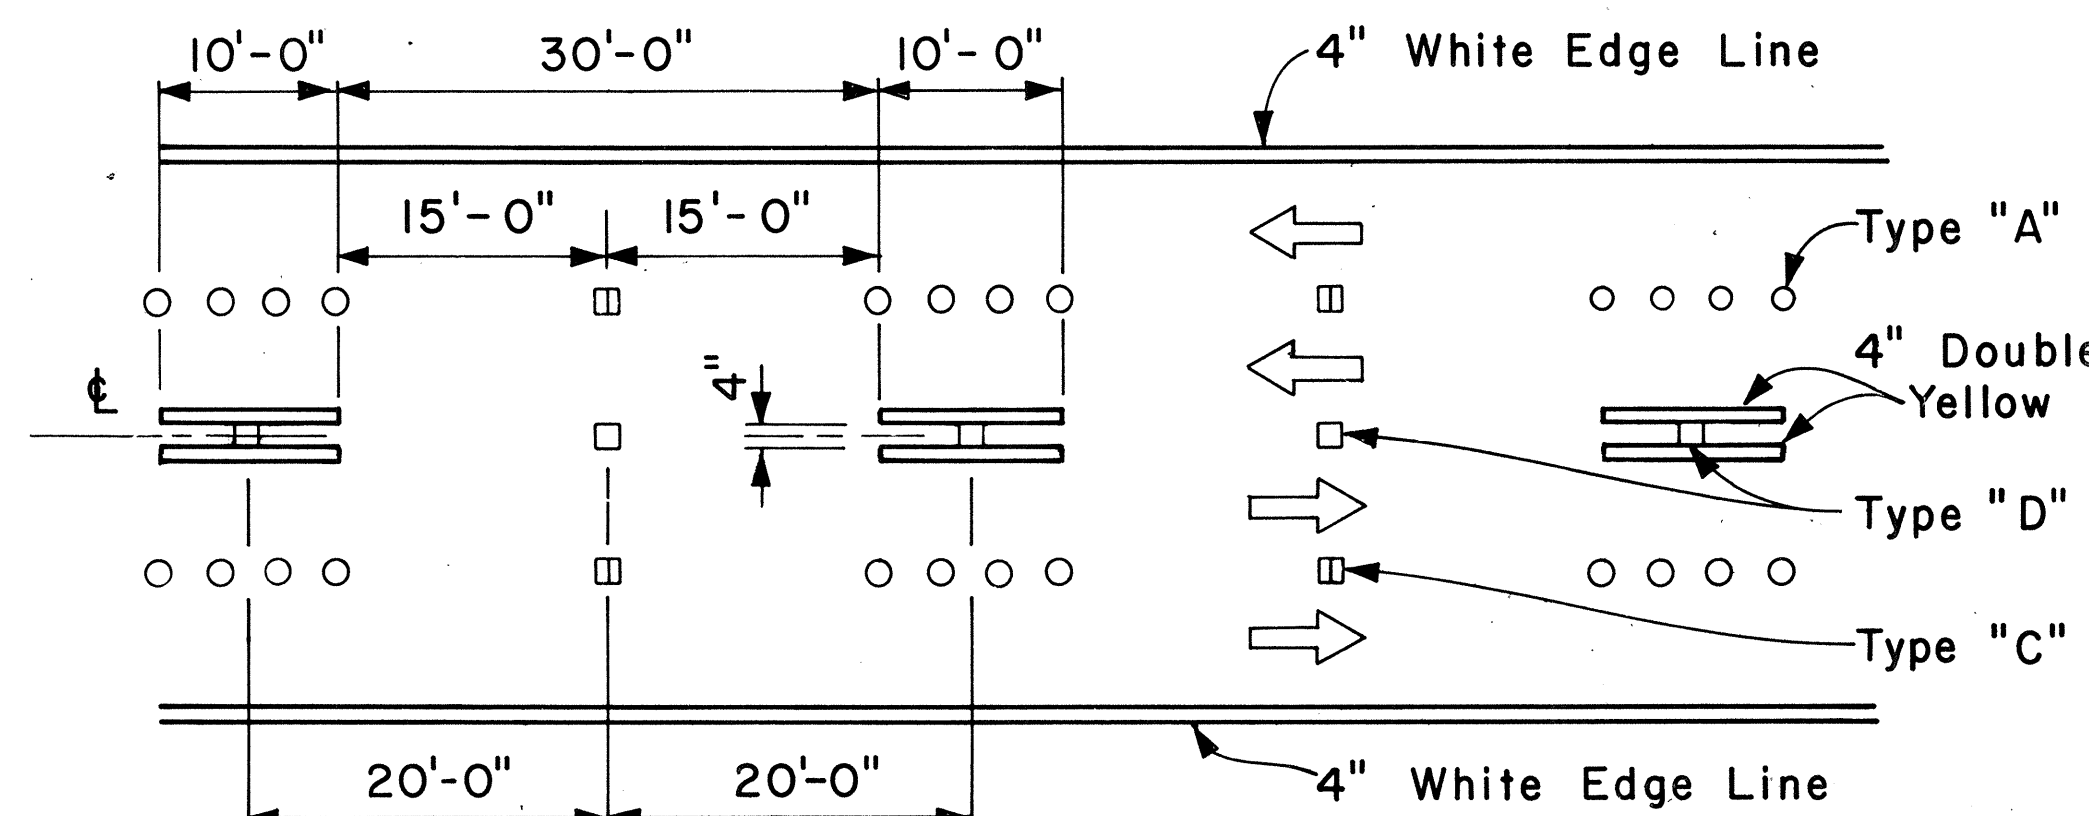 10'-0" 30'-0" 10'-0" 4" White Edge Line
15'-0" 15'-0" Type "A"
4" Double
℄ 4" Yellow
Type "D"
Type "C"
20'-0" 20'-0" 4" White Edge Line